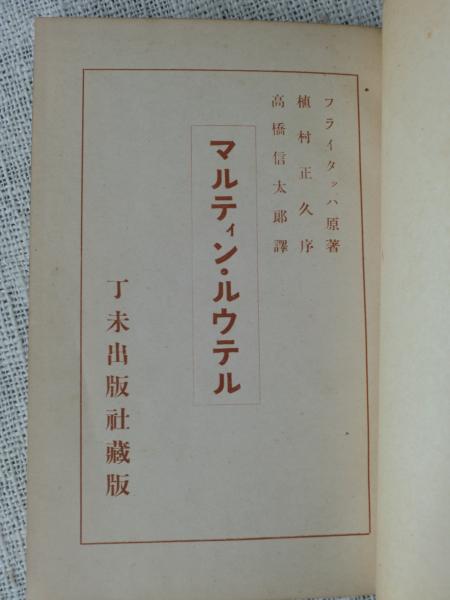 フライタッハ原著
植村正久序
高橋信太郎譯
マルティン・ルウテル
丁未出版社藏版